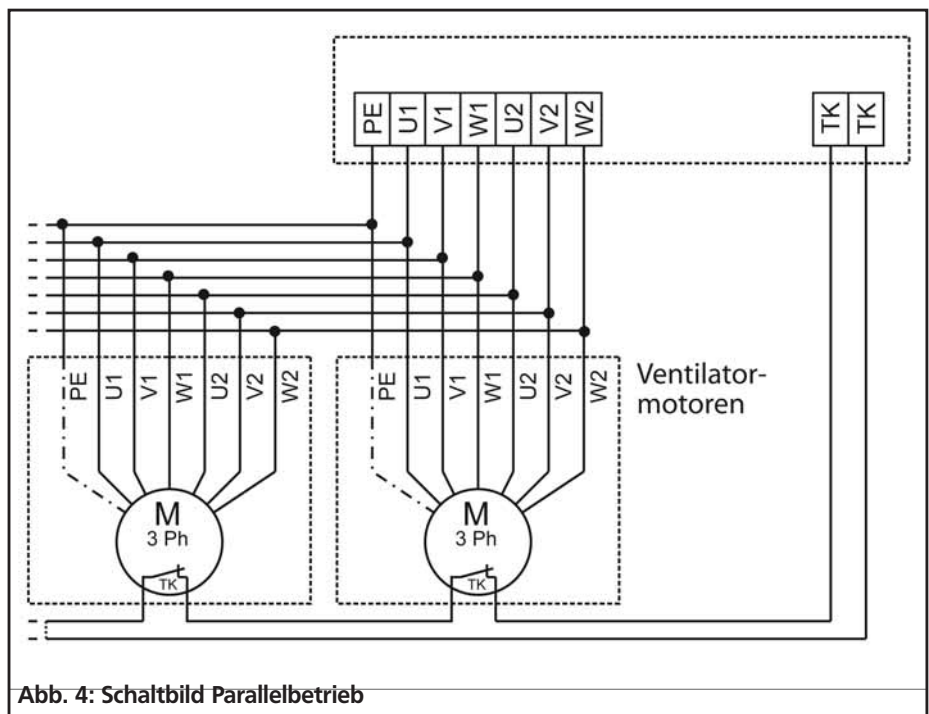 PE U1 V1 W1 U2 V2 W2 TK TK
PE U1 V1 W1 U2 V2 W2
PE U1 V1 W1 U2 V2 W2
Ventilator-
motoren
M
3 Ph
TK
M
3 Ph
TK
Abb. 4: Schaltbild Parallelbetrieb